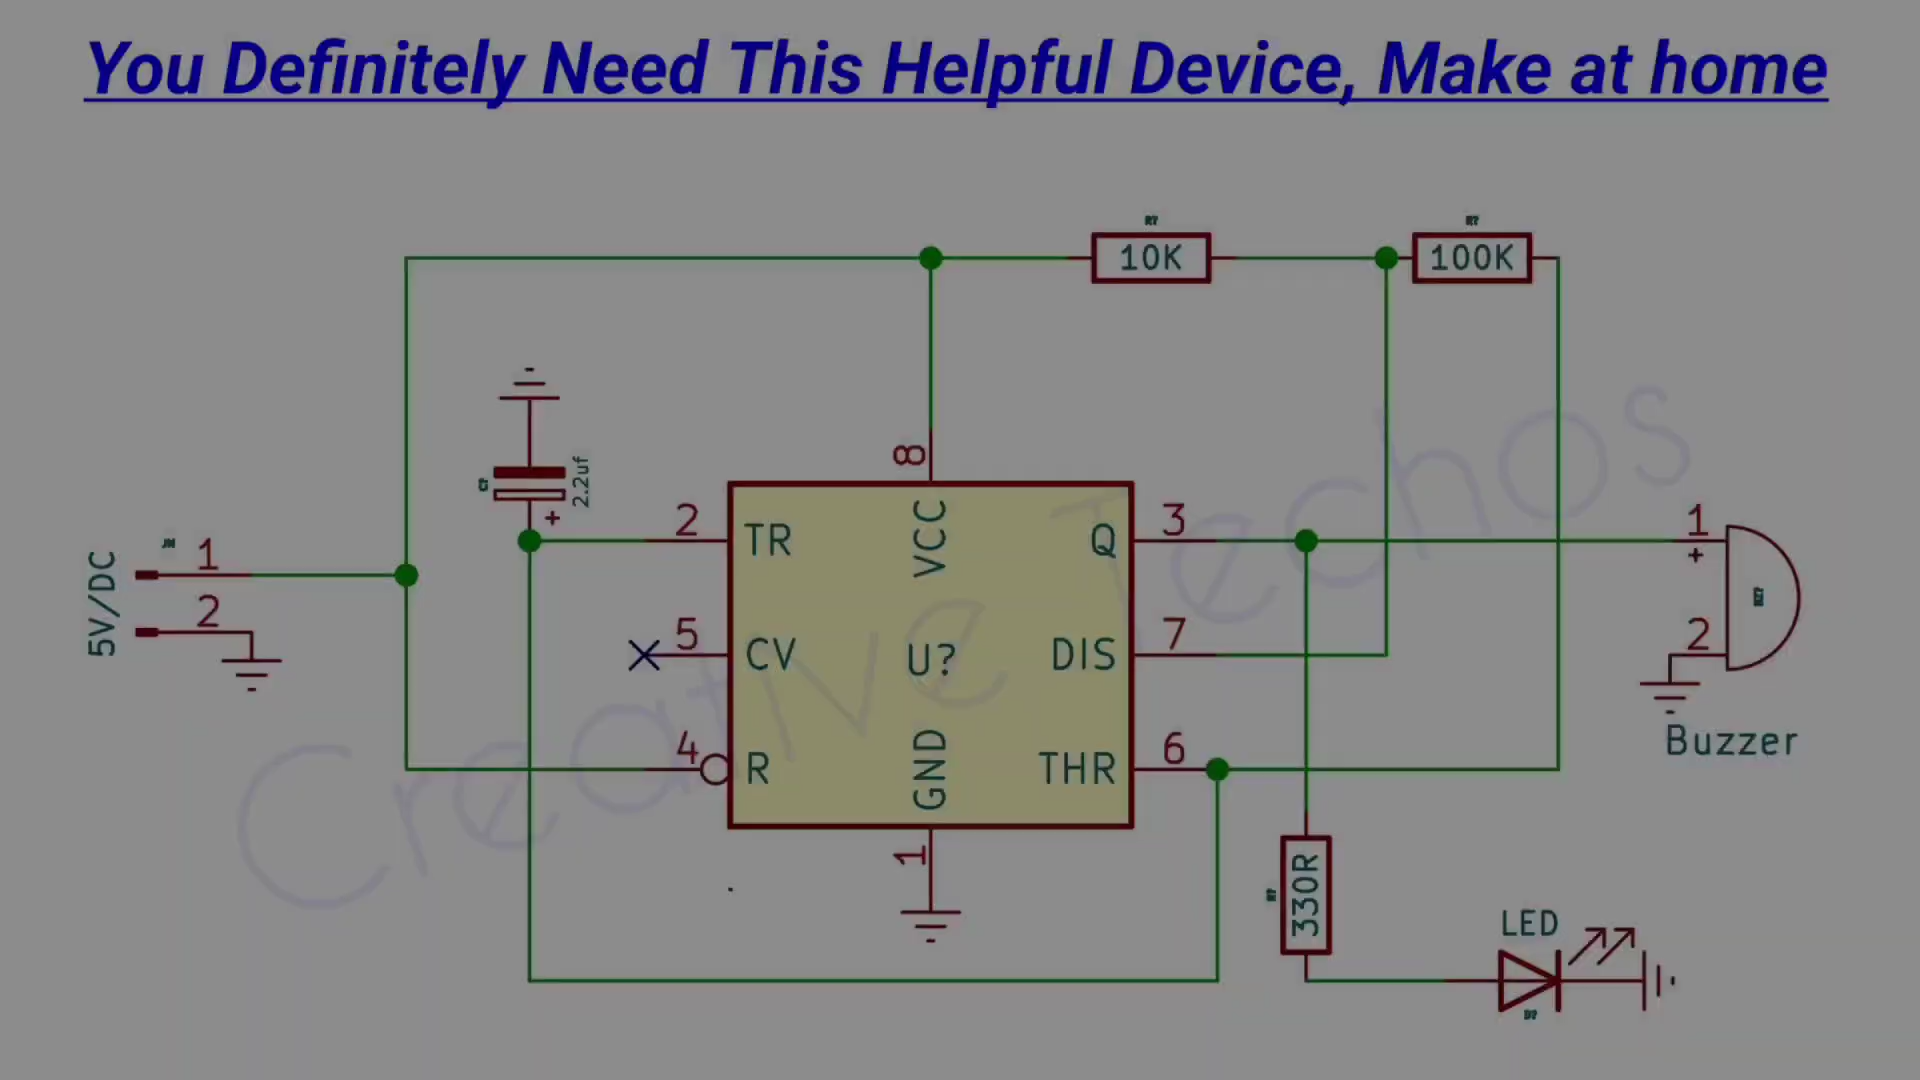 You Definitely Need This Helpful Device, Make at home
R?
R?
10K
100K
8
C?
2.2uf
+
2
TR
VCC
Q
3
1
+
5V/DC
1
2
5
CV
U?
DIS
7
2
BZ?
Buzzer
4
R
GND
THR
6
1
R?
330R
LED
D?
Creative Techos